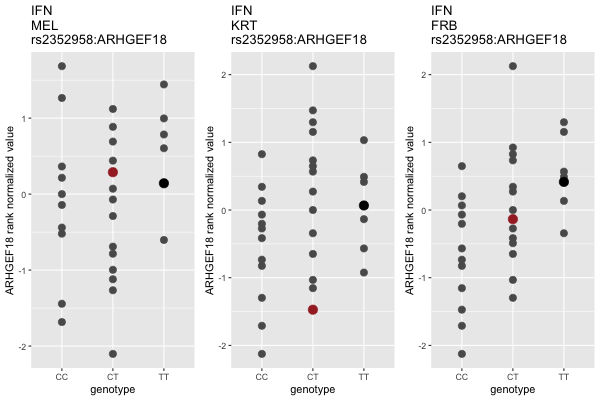 IFN
MEL
rs2352958:ARHGEF18
ARHGEF18 rank normalized value
1
0
-1
-2
CC CT TT
genotype
IFN
KRT
rs2352958:ARHGEF18
ARHGEF18 rank normalized value
2
1
0
-1
-2
CC CT TT
genotype
IFN
FRB
rs2352958:ARHGEF18
ARHGEF18 rank normalized value
2
1
0
-1
-2
CC CT TT
genotype